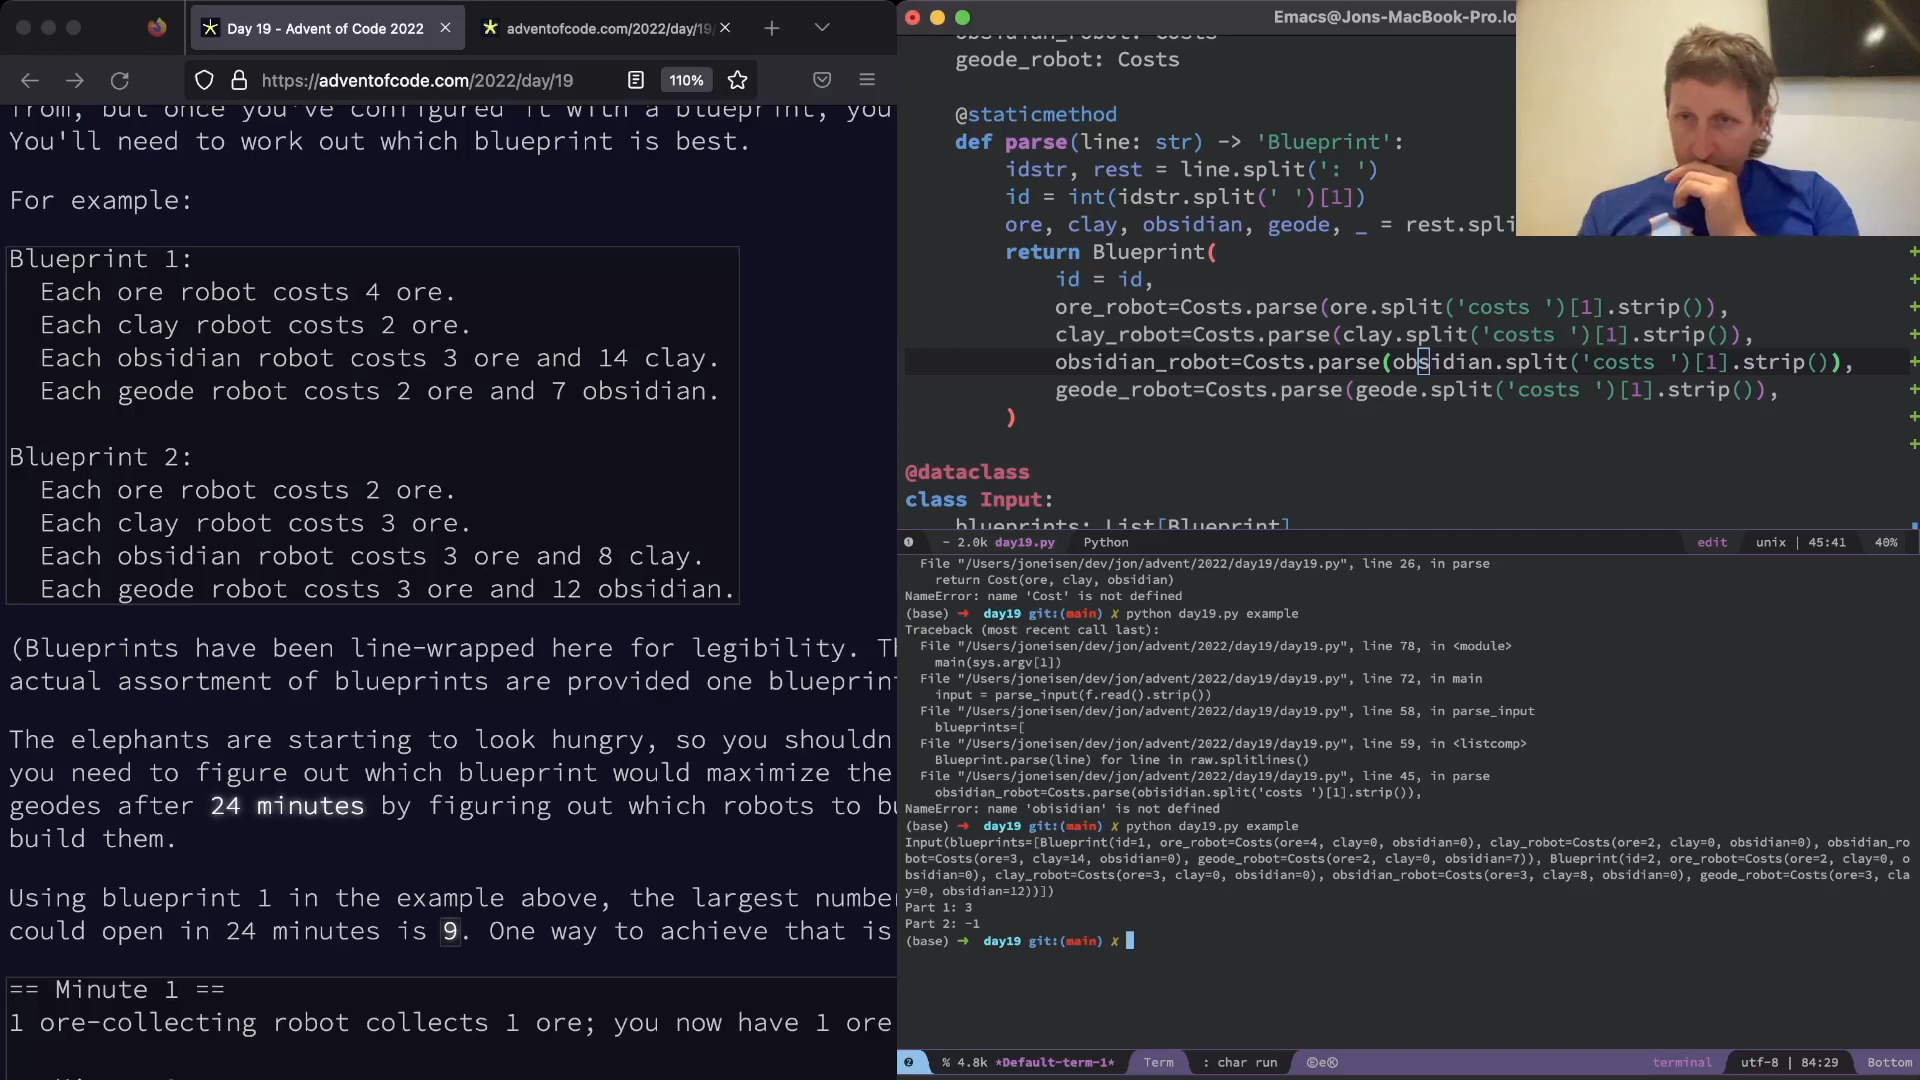 Day 19 - Advent of Code 2022
adventofcode.com/2022/day/19
https://adventofcode.com/2022/day/19
110%
from, but once you've configured it with a blueprint, you
You'll need to work out which blueprint is best.
For example:
Blueprint 1:
Each ore robot costs 4 ore.
Each clay robot costs 2 ore.
Each obsidian robot costs 3 ore and 14 clay.
Each geode robot costs 2 ore and 7 obsidian.
Blueprint 2:
Each ore robot costs 2 ore.
Each clay robot costs 3 ore.
Each obsidian robot costs 3 ore and 8 clay.
Each geode robot costs 3 ore and 12 obsidian.
(Blueprints have been line-wrapped here for legibility. Th
actual assortment of blueprints are provided one blueprin
The elephants are starting to look hungry, so you shouldn
you need to figure out which blueprint would maximize the
geodes after 24 minutes by figuring out which robots to bu
build them.
Using blueprint 1 in the example above, the largest number
could open in 24 minutes is 9. One way to achieve that is
== Minute 1 ==
1 ore-collecting robot collects 1 ore; you now have 1 ore
Emacs@Jons-MacBook-Pro.lo
obsidian_robot: Costs
geode_robot: Costs
@staticmethod
def parse(line: str) -> 'Blueprint':
idstr, rest = line.split(': ')
id = int(idstr.split(' ')[1])
ore, clay, obsidian, geode, _ = rest.spli
return Blueprint(
id = id,
ore_robot=Costs.parse(ore.split('costs ')[1].strip()),
clay_robot=Costs.parse(clay.split('costs ')[1].strip()),
obsidian_robot=Costs.parse(obsidian.split('costs ')[1].strip()),
geode_robot=Costs.parse(geode.split('costs ')[1].strip()),
)
@dataclass
class Input:
blueprints: List[Blueprint]
- 2.0k day19.py Python edit unix | 45:41 40%
File "/Users/joneisen/dev/jon/advent/2022/day19/day19.py", line 26, in parse
return Cost(ore, clay, obsidian)
NameError: name 'Cost' is not defined
(base) ➜ day19 git:(main) ✗ python day19.py example
Traceback (most recent call last):
File "/Users/joneisen/dev/jon/advent/2022/day19/day19.py", line 78, in <module>
main(sys.argv[1])
File "/Users/joneisen/dev/jon/advent/2022/day19/day19.py", line 72, in main
input = parse_input(f.read().strip())
File "/Users/joneisen/dev/jon/advent/2022/day19/day19.py", line 58, in parse_input
blueprints=[
File "/Users/joneisen/dev/jon/advent/2022/day19/day19.py", line 59, in <listcomp>
Blueprint.parse(line) for line in raw.splitlines()
File "/Users/joneisen/dev/jon/advent/2022/day19/day19.py", line 45, in parse
obsidian_robot=Costs.parse(obisidian.split('costs ')[1].strip()),
NameError: name 'obisidian' is not defined
(base) ➜ day19 git:(main) ✗ python day19.py example
Input(blueprints=[Blueprint(id=1, ore_robot=Costs(ore=4, clay=0, obsidian=0), clay_robot=Costs(ore=2, clay=0, obsidian=0), obsidian_ro
bot=Costs(ore=3, clay=14, obsidian=0), geode_robot=Costs(ore=2, clay=0, obsidian=7)), Blueprint(id=2, ore_robot=Costs(ore=2, clay=0, o
bsidian=0), clay_robot=Costs(ore=3, clay=0, obsidian=0), obsidian_robot=Costs(ore=3, clay=8, obsidian=0), geode_robot=Costs(ore=3, cla
y=0, obsidian=12))])
Part 1: 3
Part 2: -1
(base) ➜ day19 git:(main) ✗
% 4.8k *Default-term-1* Term : char run terminal utf-8 | 84:29 Bottom